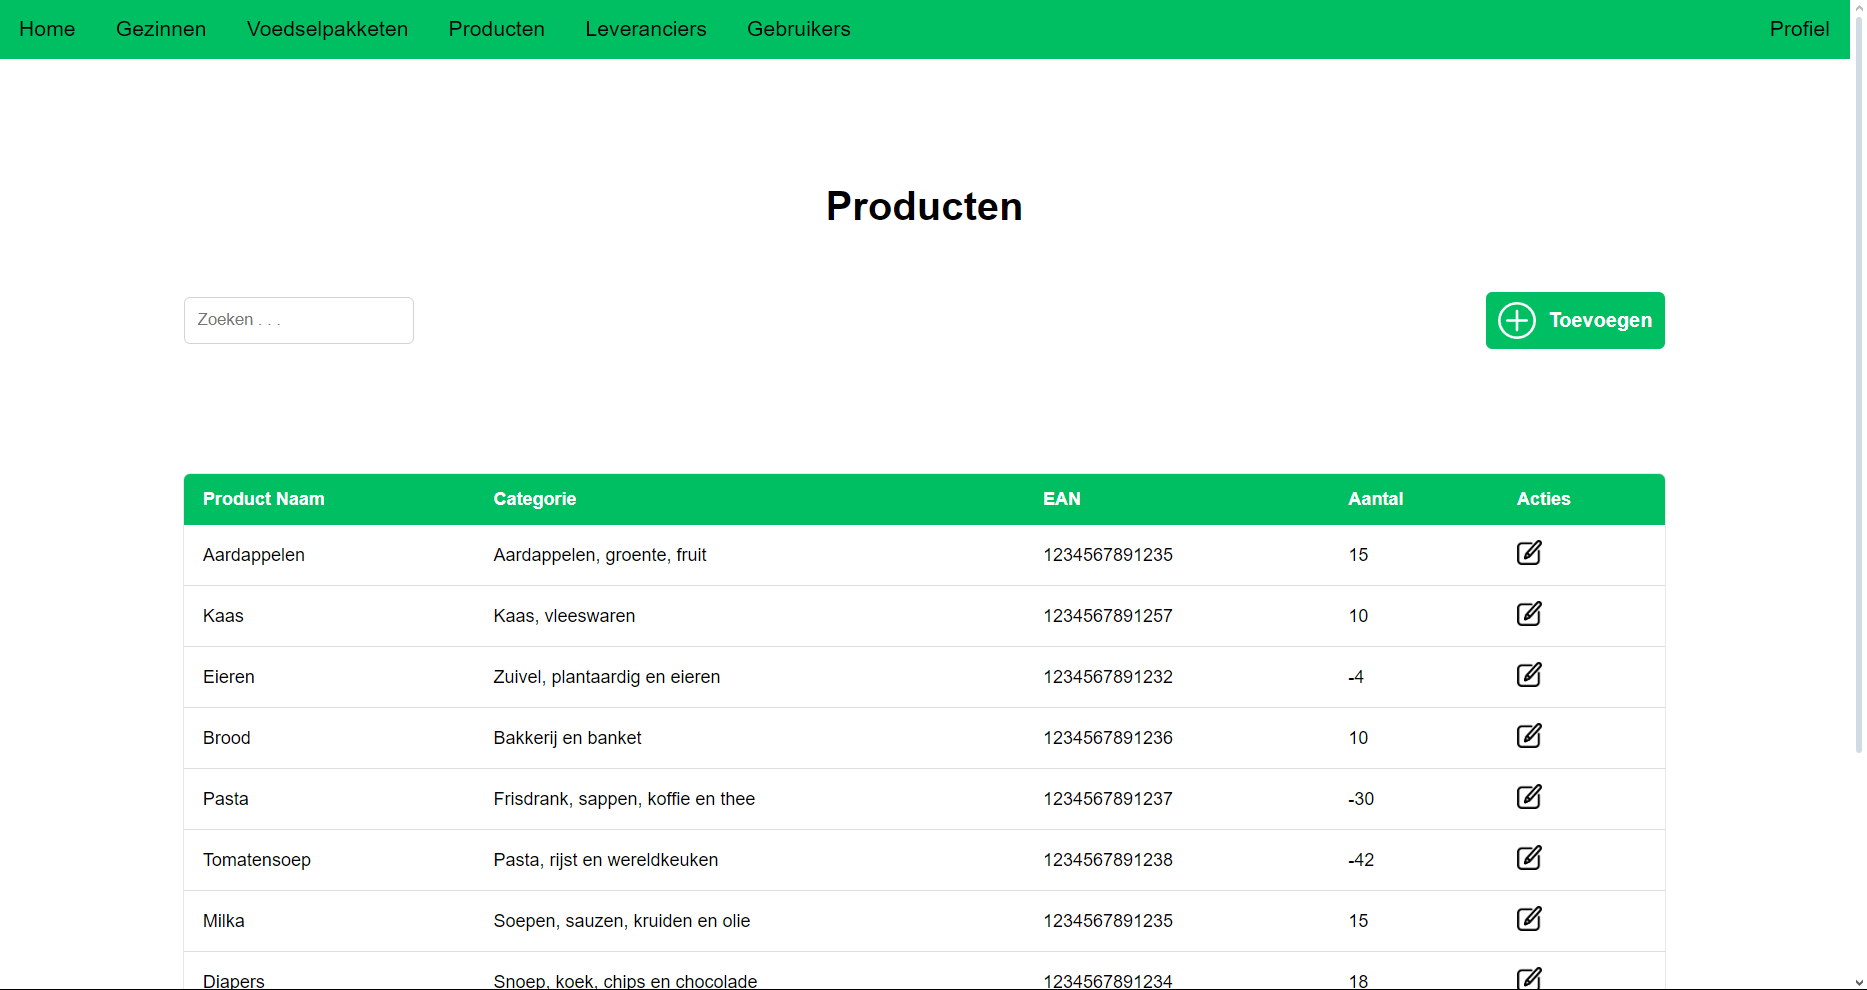 Home Gezinnen Voedselpakketen Producten Leveranciers Gebruikers Profiel
Producten
Zoeken . . .
Toevoegen
Product Naam Categorie EAN Aantal Acties
Aardappelen Aardappelen, groente, fruit 1234567891235 15
Kaas Kaas, vleeswaren 1234567891257 10
Eieren Zuivel, plantaardig en eieren 1234567891232 -4
Brood Bakkerij en banket 1234567891236 10
Pasta Frisdrank, sappen, koffie en thee 1234567891237 -30
Tomatensoep Pasta, rijst en wereldkeuken 1234567891238 -42
Milka Soepen, sauzen, kruiden en olie 1234567891235 15
Diapers Snoep, koek, chips en chocolade 1234567891234 18